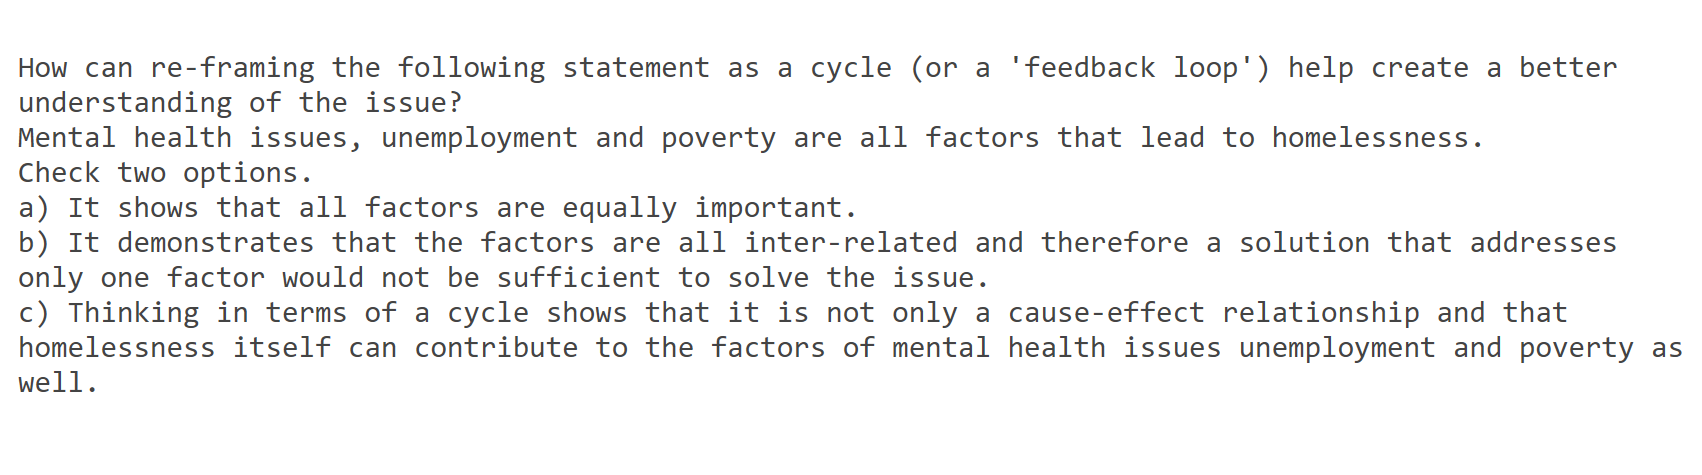 How can re-framing the following statement as a cycle (or a 'feedback loop') help create a better
understanding of the issue?
Mental health issues, unemployment and poverty are all factors that lead to homelessness.
Check two options.
a) It shows that all factors are equally important.
b) It demonstrates that the factors are all inter-related and therefore a solution that addresses
only one factor would not be sufficient to solve the issue.
c) Thinking in terms of a cycle shows that it is not only a cause-effect relationship and that
homelessness itself can contribute to the factors of mental health issues unemployment and poverty as
well.